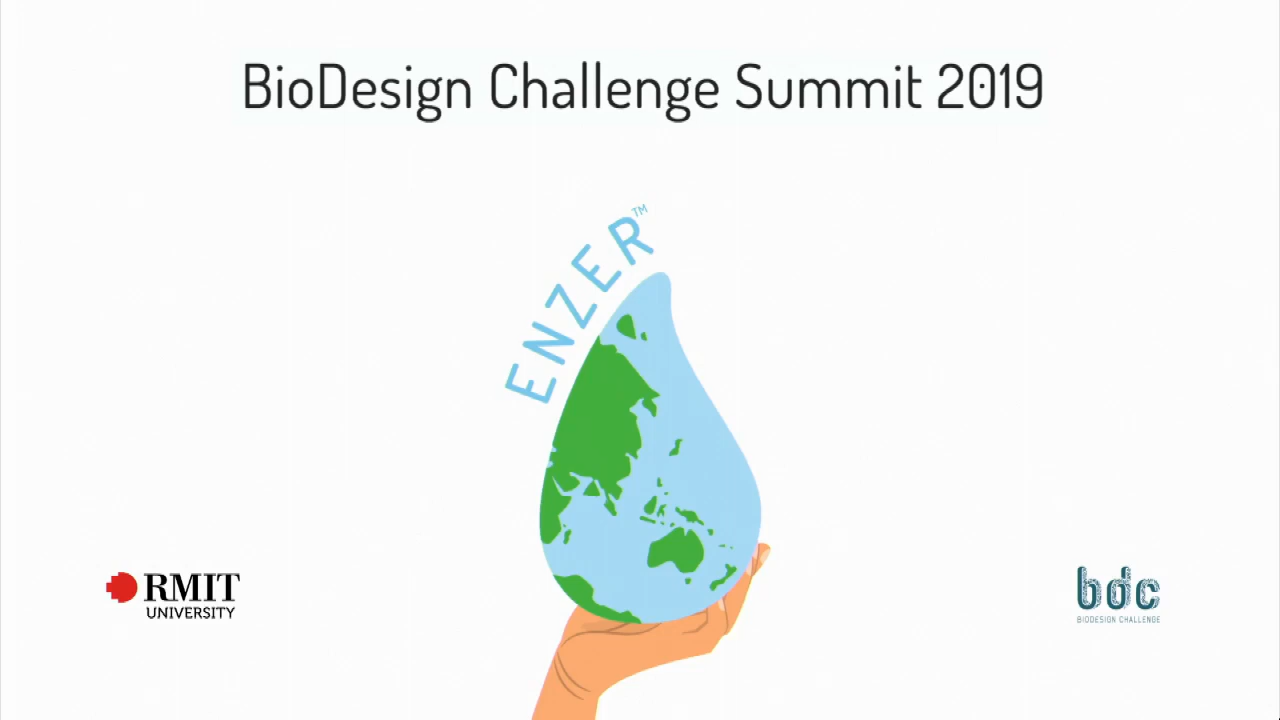 BioDesign Challenge Summit 2019
ENZER™
RMIT
UNIVERSITY
bdc
BIODESIGN CHALLENGE